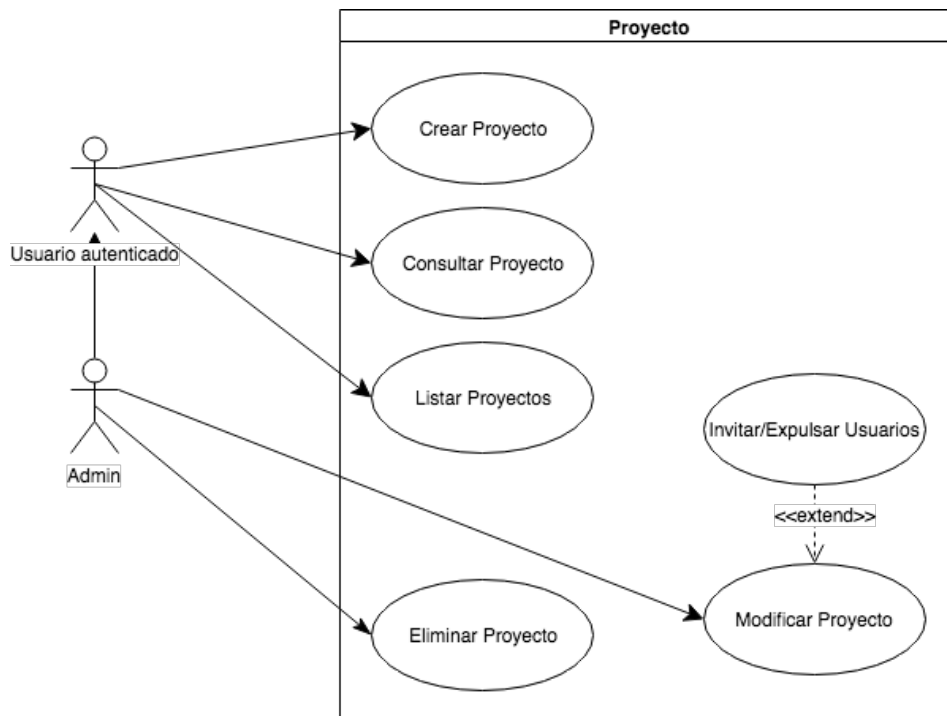 Proyecto
Crear Proyecto
Usuario autenticado
Consultar Proyecto
Listar Proyectos
Invitar/Expulsar Usuarios
Admin
<<extend>>
Eliminar Proyecto
Modificar Proyecto